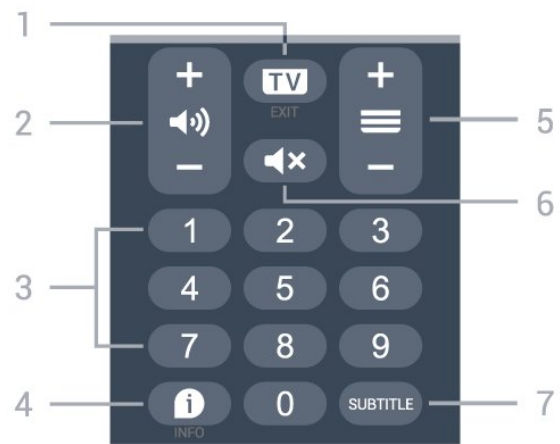 1
+ TV +
EXIT
2
5
− −
6
1 2 3
3
4 5 6
7 8 9
4 i 0 SUBTITLE 7
INFO